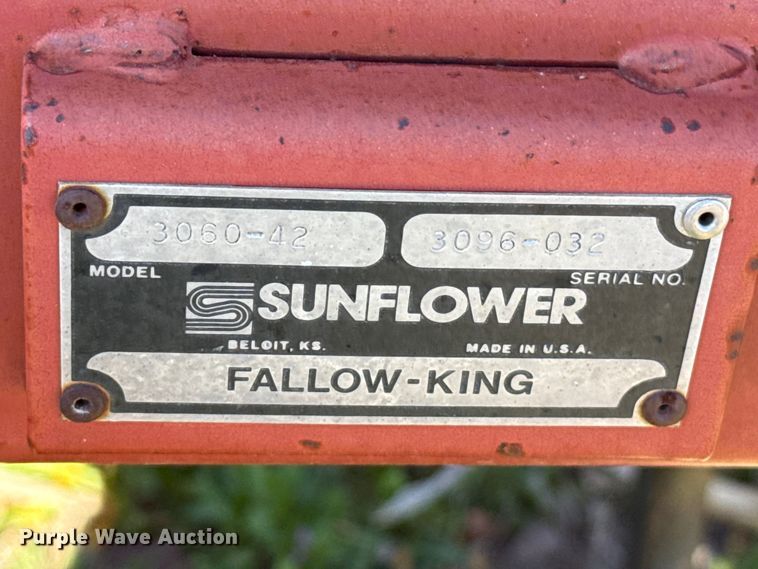 3060-42 3096-032
MODEL SERIAL NO.
SUNFLOWER
BELOIT, KS. MADE IN U.S.A.
FALLOW-KING
Purple Wave Auction